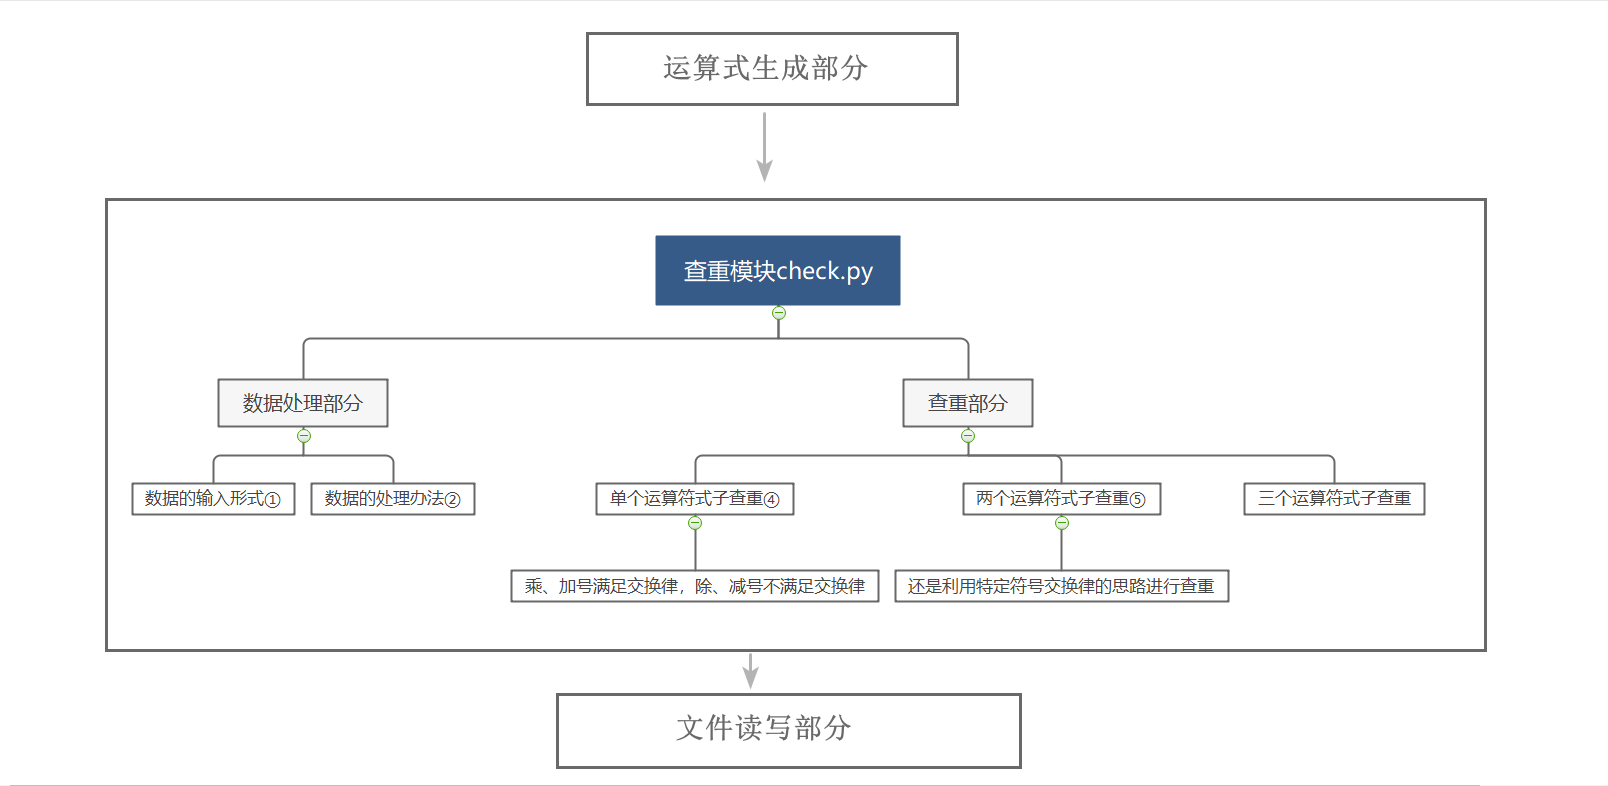 运算式生成部分
查重模块check.py
数据处理部分
查重部分
数据的输入形式①
数据的处理办法②
单个运算符式子查重④
两个运算符式子查重⑤
三个运算符式子查重
乘、加号满足交换律，除、减号不满足交换律
还是利用特定符号交换律的思路进行查重
文件读写部分